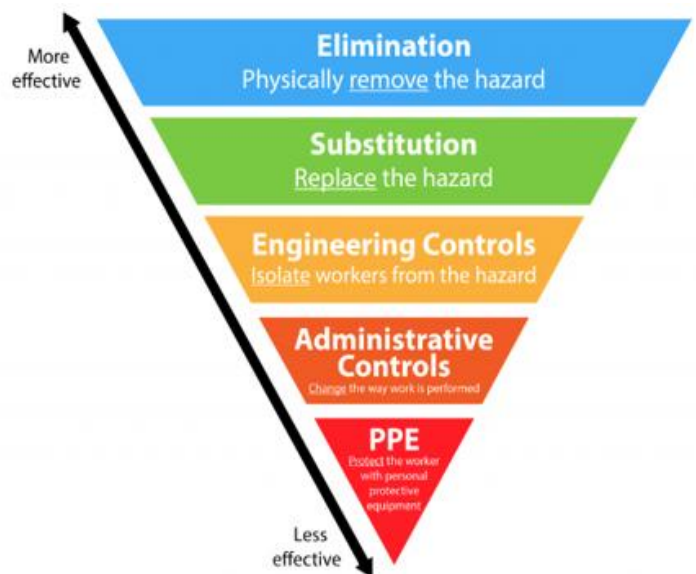 More
effective
Elimination
Physically remove the hazard
Substitution
Replace the hazard
Engineering Controls
Isolate workers from the hazard
Administrative
Controls
Change the way work is performed
PPE
Protect the worker
with personal
protective
equipment
Less
effective